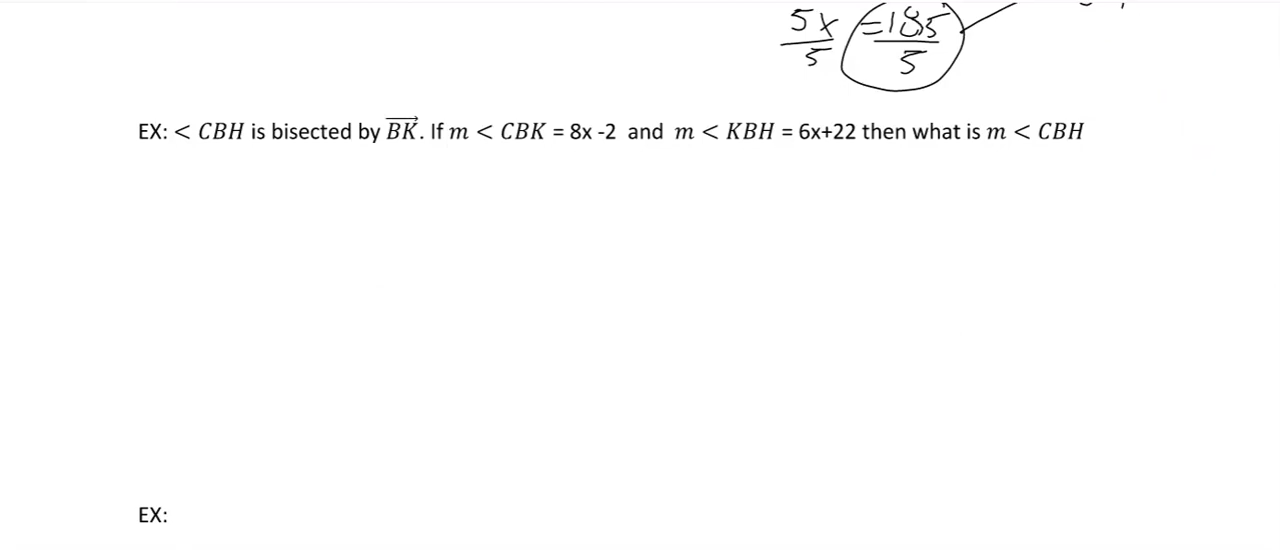 5x = 185
5 5
EX: < CBH is bisected by BK. If m < CBK = 8x -2 and m < KBH = 6x+22 then what is m < CBH
EX: